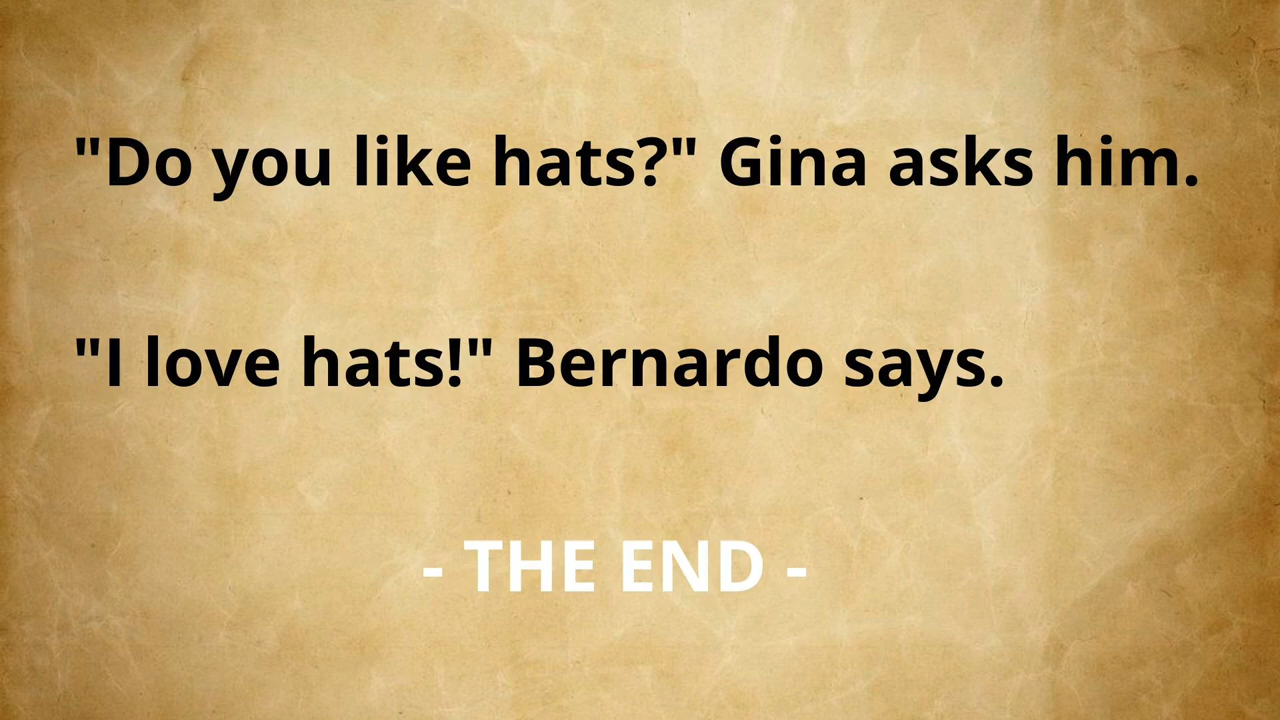 "Do you like hats?" Gina asks him.
"I love hats!" Bernardo says.
- THE END -